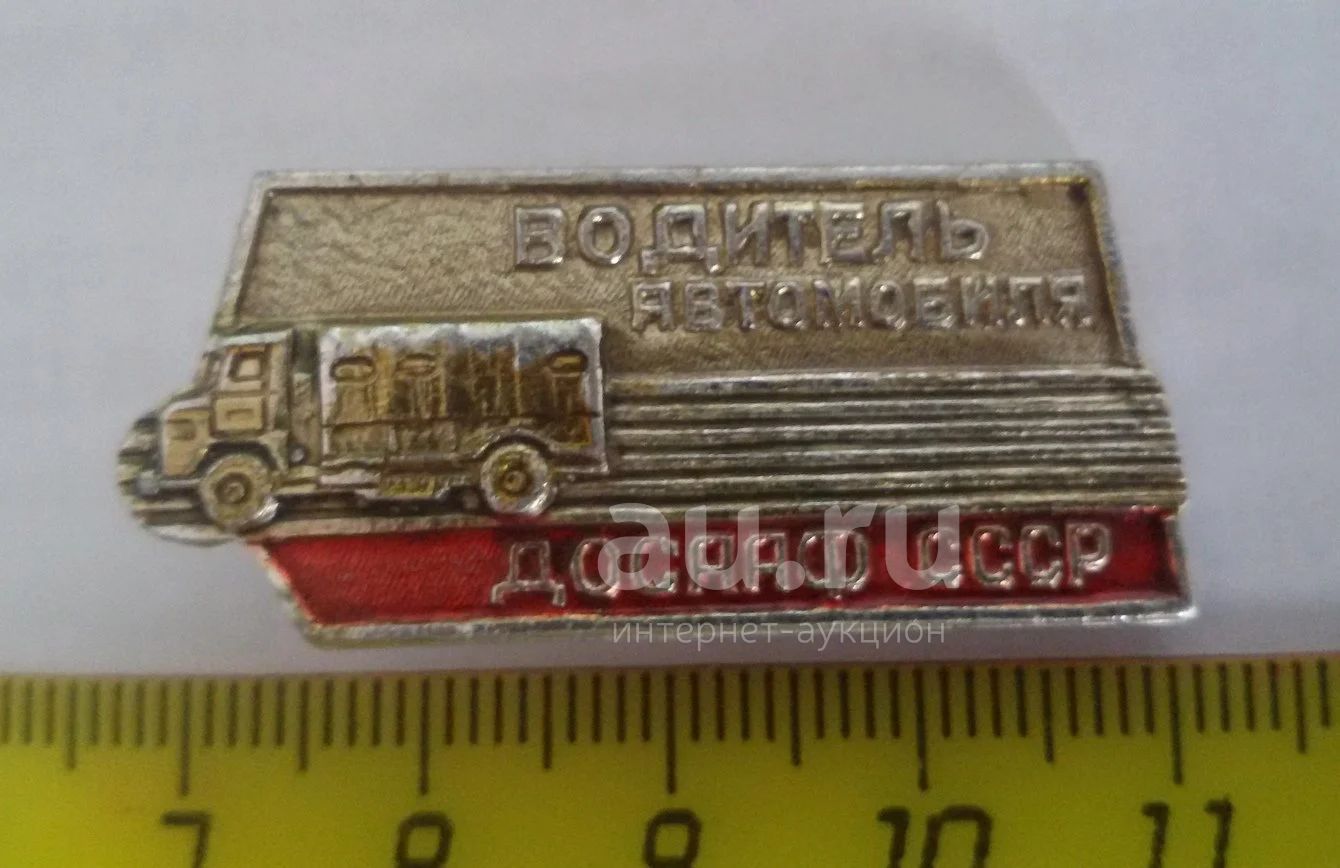 ВОДИТЕЛЬ
АВТОМОБИЛЯ
ДОСААФ СССР
au.ru
интернет-аукцион
7 8 9 10 11